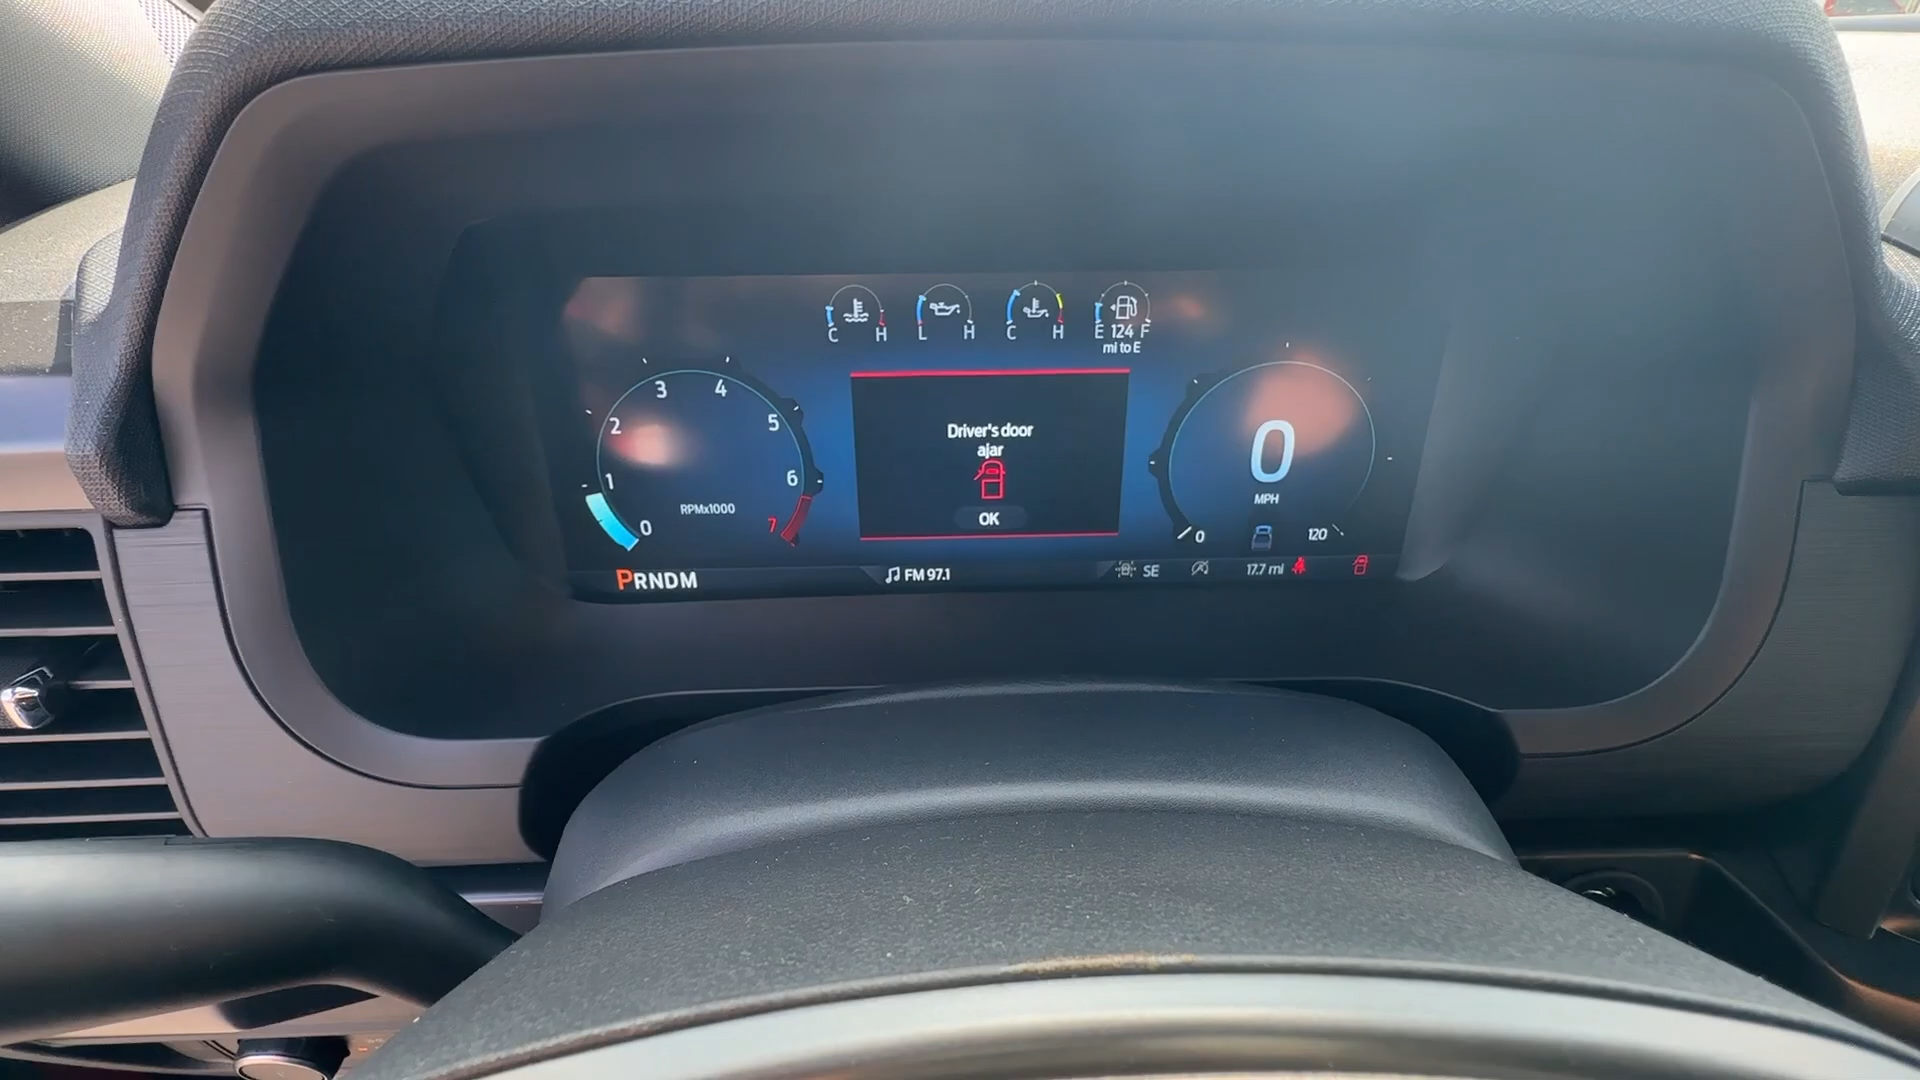 C H
L H
C H
E 124 F
mi to E
0
1
2
3
4
5
6
7
RPMx1000
Driver's door
ajar
OK
0
MPH
0
120
PRNDM
FM 97.1
SE
17.7 mi